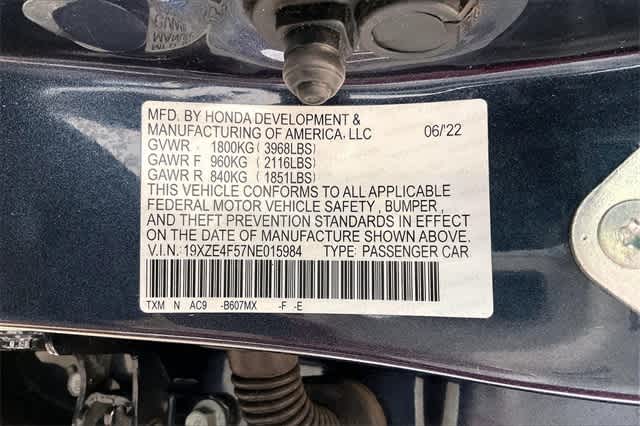 MFD. BY HONDA DEVELOPMENT &
MANUFACTURING OF AMERICA, LLC 06/'22
GVWR 1800KG (3968LBS)
GAWR F 960KG (2116LBS)
GAWR R 840KG (1851LBS)
THIS VEHICLE CONFORMS TO ALL APPLICABLE
FEDERAL MOTOR VEHICLE SAFETY , BUMPER ,
AND THEFT PREVENTION STANDARDS IN EFFECT
ON THE DATE OF MANUFACTURE SHOWN ABOVE.
V.I.N. 19XZE4F57NE015984 TYPE: PASSENGER CAR
TXM N AC9 -B607MX -F -E